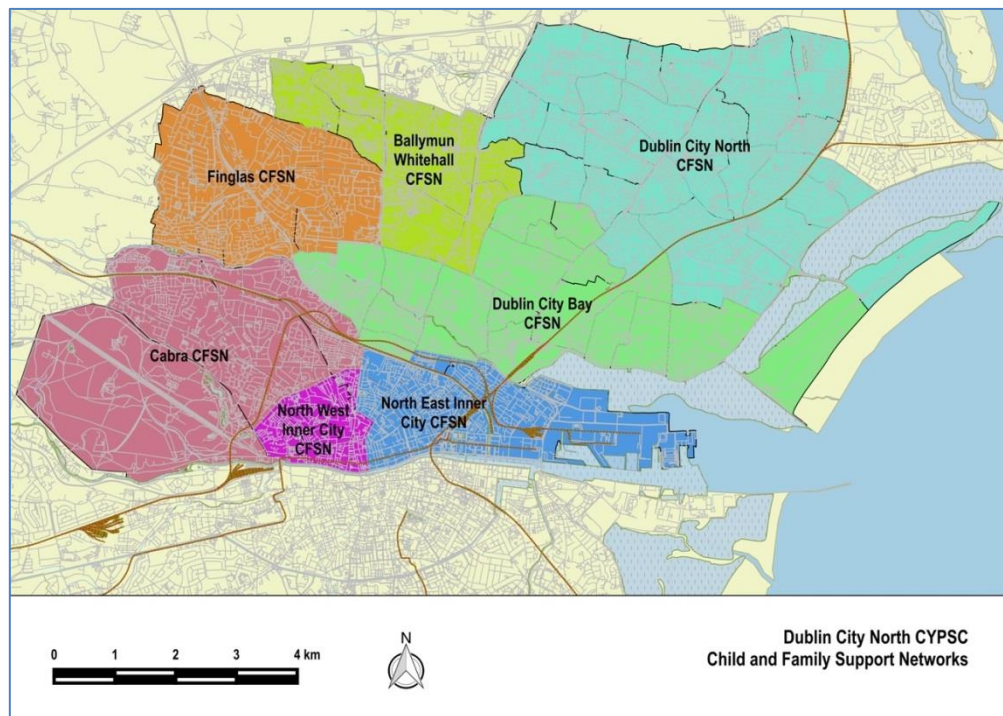 Ballymun
Whitehall
CFSN
Dublin City North
CFSN
Finglas CFSN
Dublin City Bay
CFSN
Cabra CFSN
North West
Inner City
CFSN
North East Inner
City CFSN
0 1 2 3 4 km
N
Dublin City North CYPSC
Child and Family Support Networks